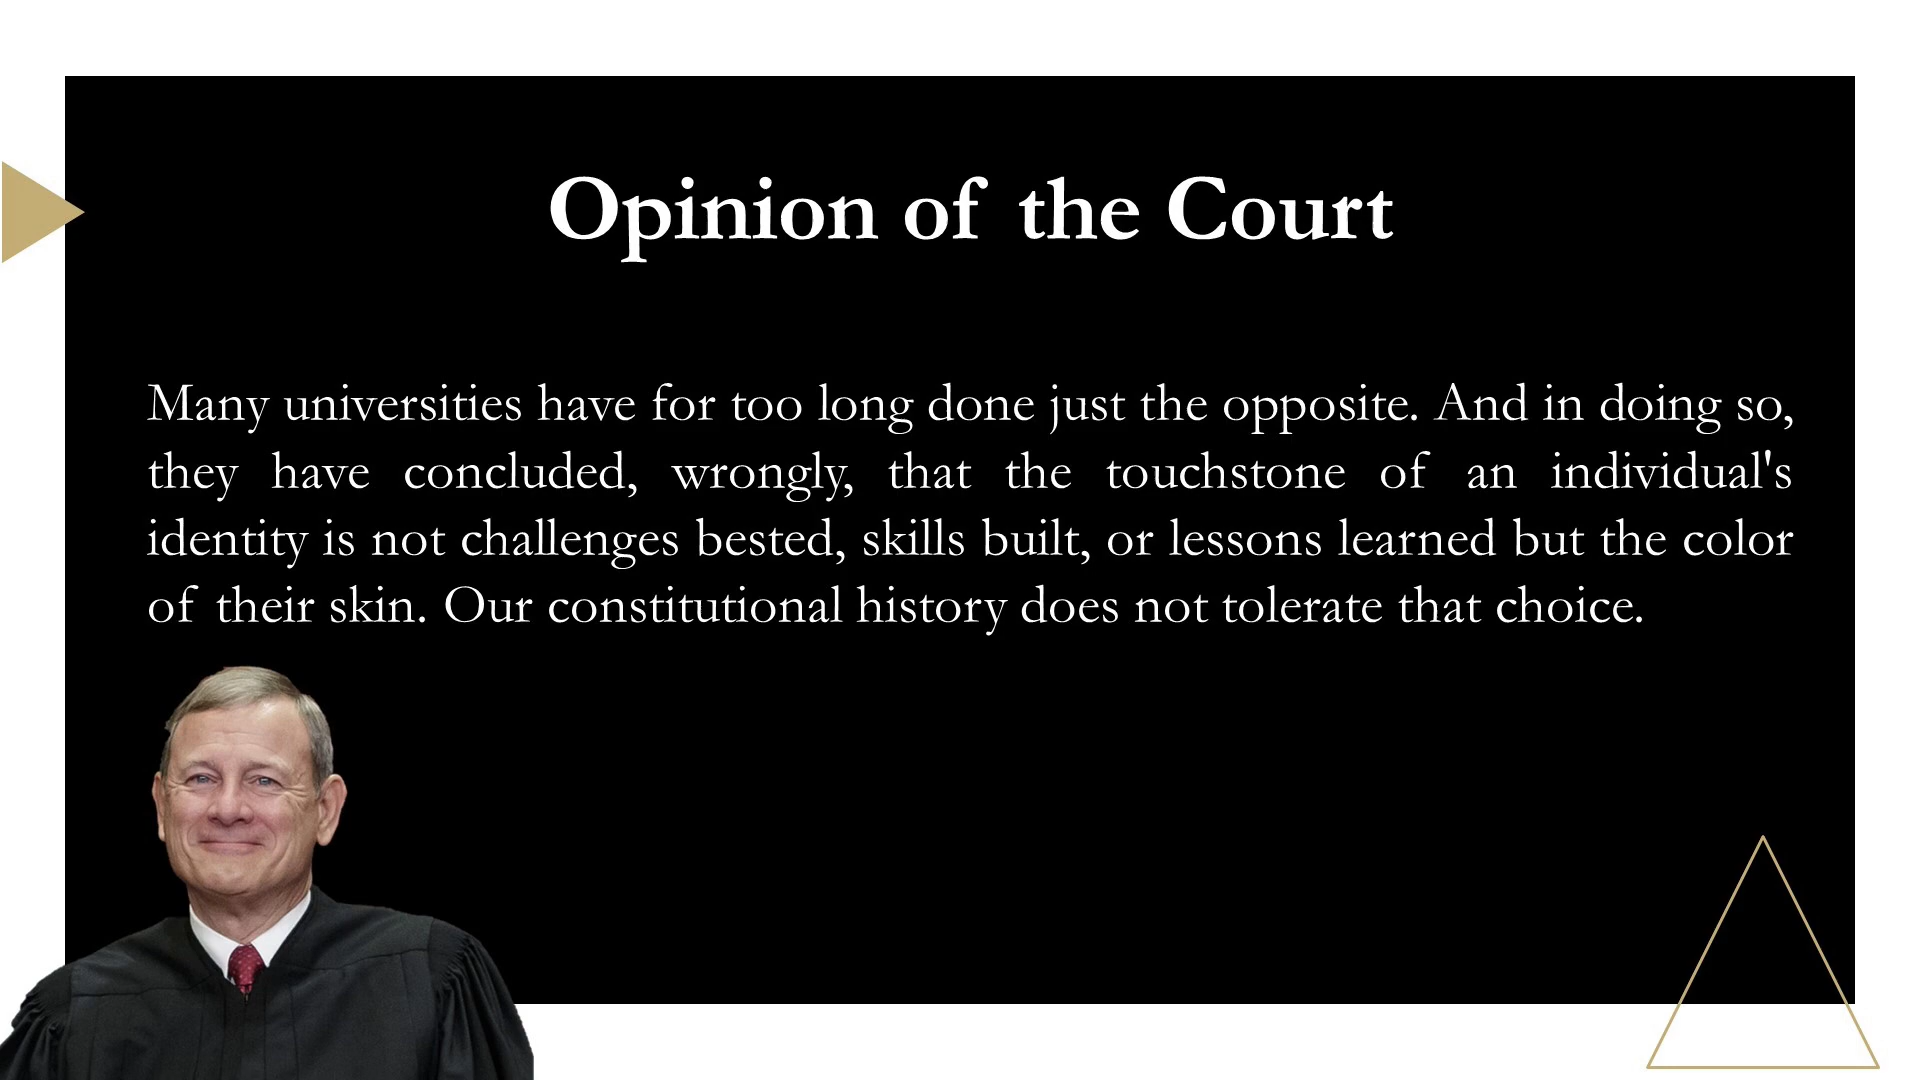 Opinion of the Court
Many universities have for too long done just the opposite. And in doing so,
they have concluded, wrongly, that the touchstone of an individual's
identity is not challenges bested, skills built, or lessons learned but the color
of their skin. Our constitutional history does not tolerate that choice.